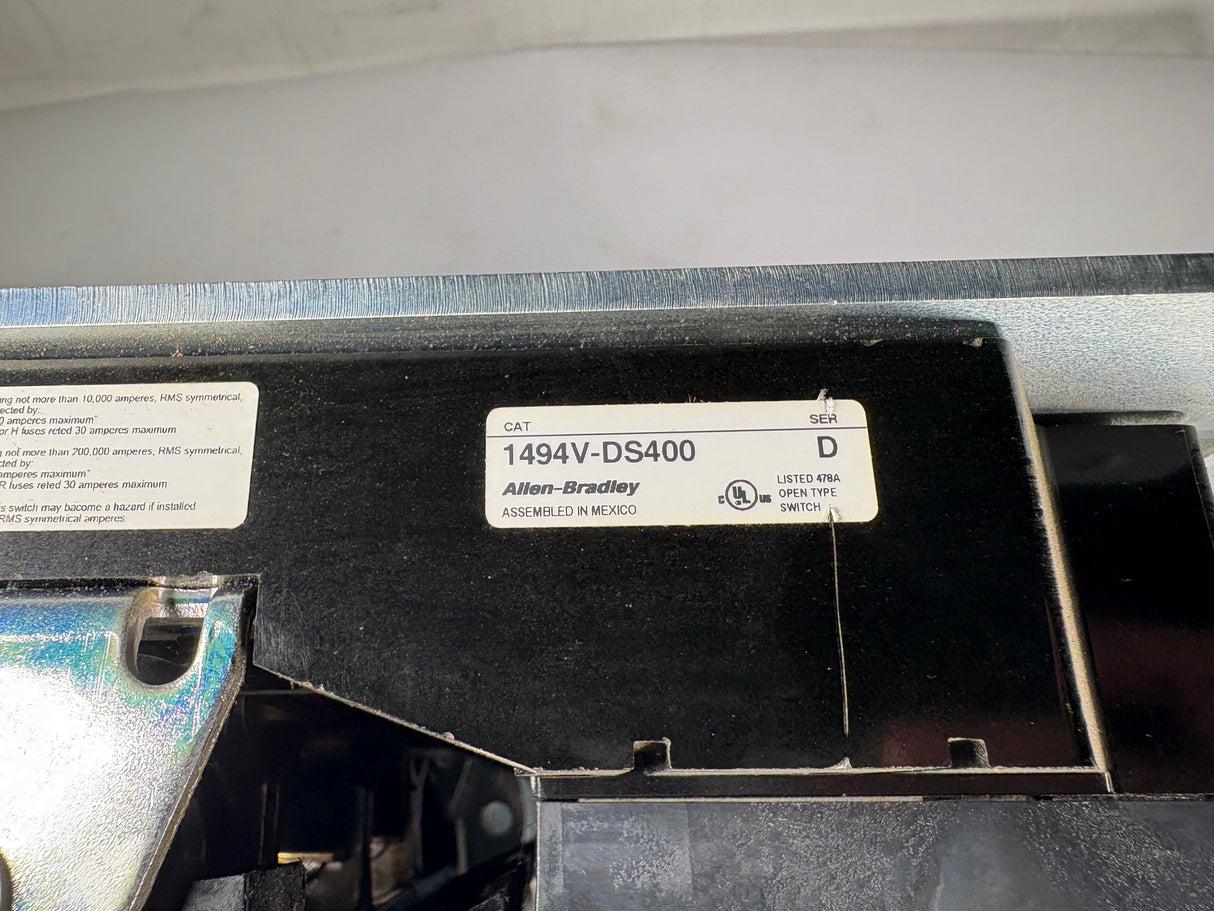 ng not more than 10,000 amperes, RMS symmetrical,
ected by:
0 amperes maximum"
or H fuses reted 30 amperes maximum
g not more than 200,000 amperes, RMS symmetrical,
cted by:
amperes maximum"
R fuses reted 30 amperes maximum
s switch may become a hazard if installed
RMS symmetrical amperes
CAT SER
1494V-DS400 D
Allen-Bradley
ASSEMBLED IN MEXICO
c UL us
LISTED 478A
OPEN TYPE
SWITCH